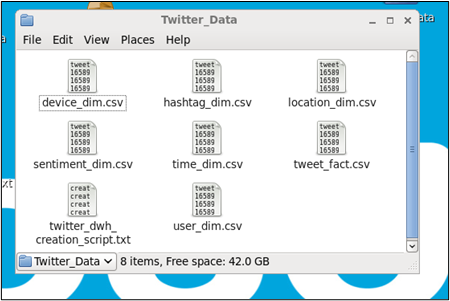 Twitter_Data
ata
File Edit View Places Help
tweet tweet tweet
16589 16589 16589
16589 16589 16589
16589 16589 16589
device_dim.csv hashtag_dim.csv location_dim.csv
tweet tweet tweet
16589 16589 16589
16589 16589 16589
16589 16589 16589
sentiment_dim.csv time_dim.csv tweet_fact.csv
xt
creat tweet
creat 16589
creat 16589
creat 16589
twitter_dwh_ user_dim.csv
creation_script.txt
Twitter_Data 8 items, Free space: 42.0 GB